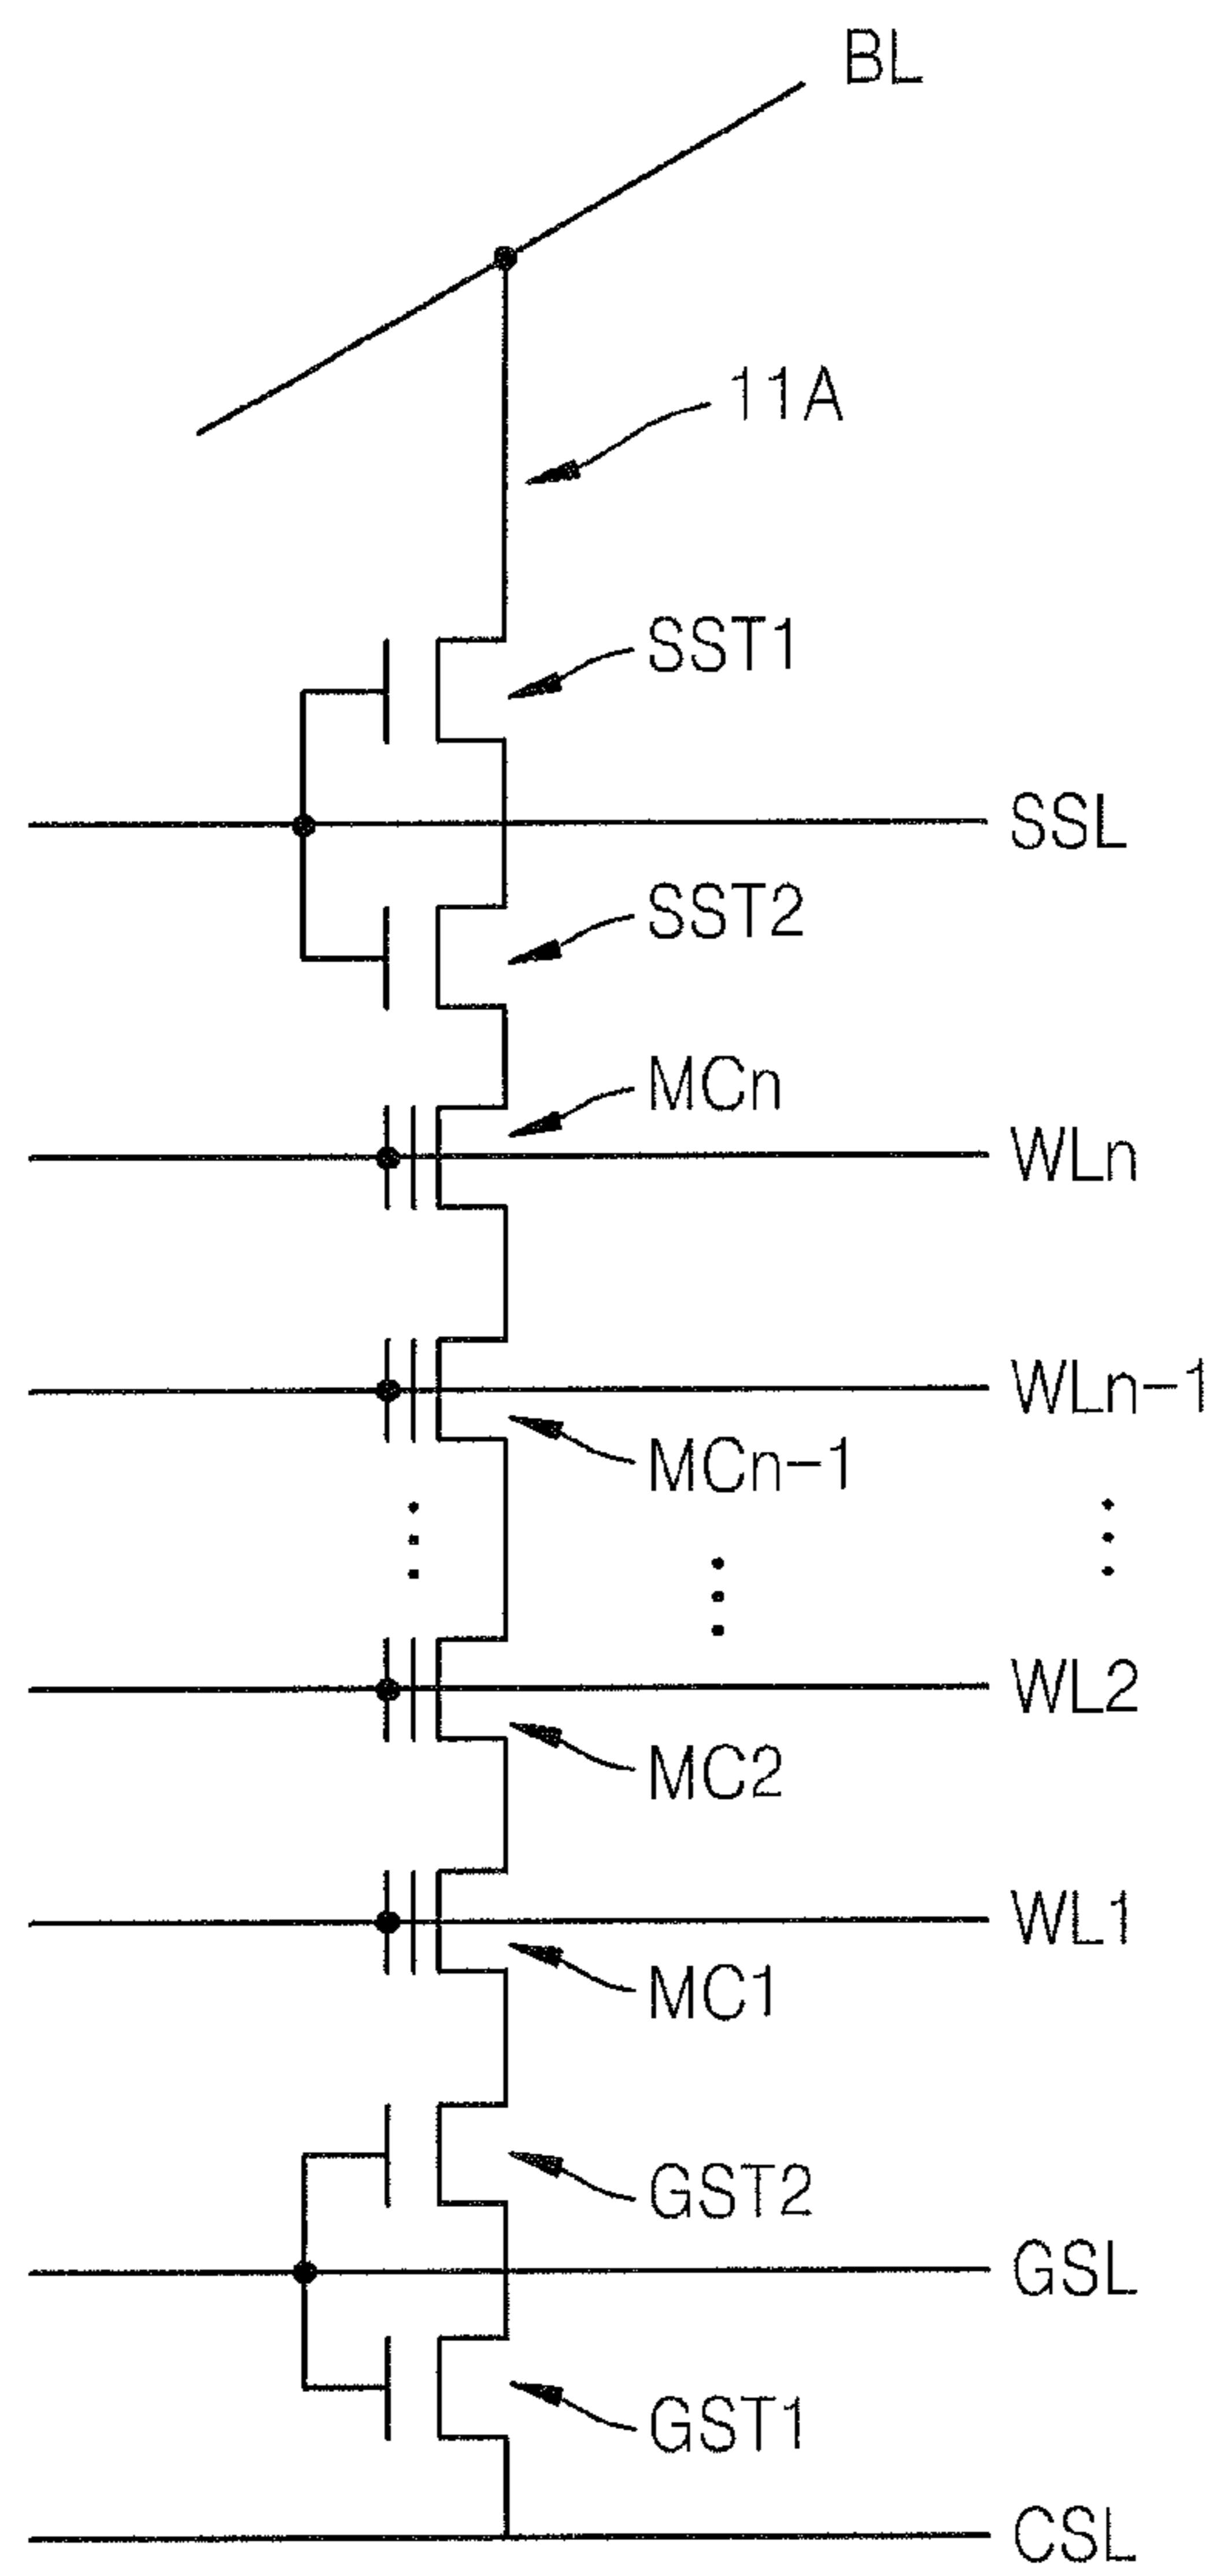 BL
11A
SST1
SSL
SST2
MCn
WLn
WLn-1
MCn-1
WL2
MC2
WL1
MC1
GST2
GSL
GST1
CSL